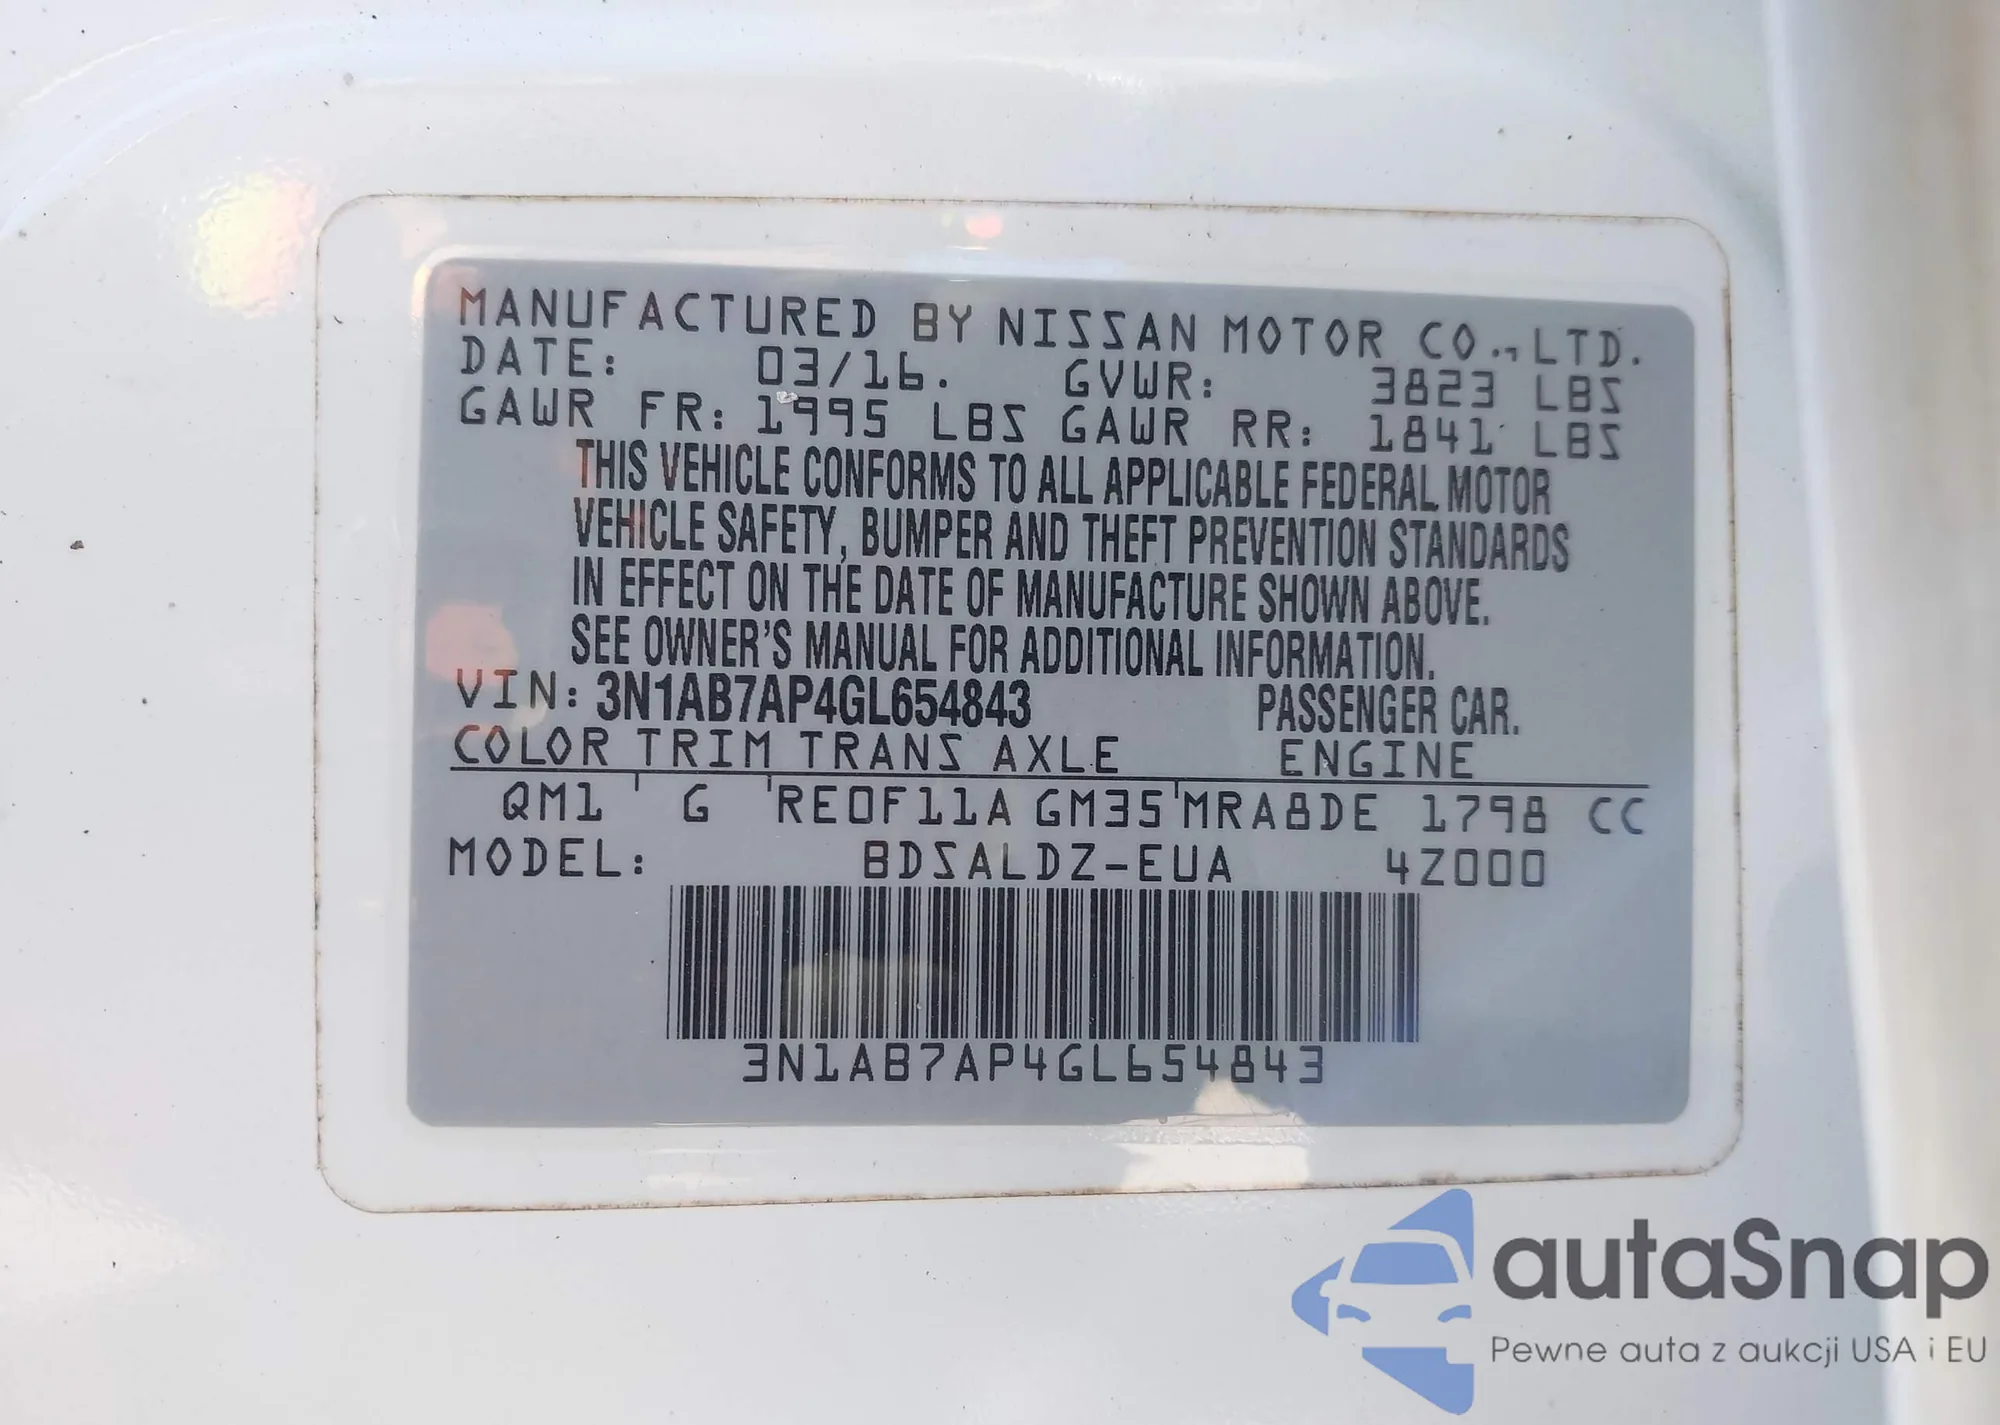 MANUFACTURED BY NISSAN MOTOR CO.,LTD.
DATE: 03/16. GVWR: 3823 LBS
GAWR FR: 1995 LBS GAWR RR: 1841 LBS
THIS VEHICLE CONFORMS TO ALL APPLICABLE FEDERAL MOTOR
VEHICLE SAFETY, BUMPER AND THEFT PREVENTION STANDARDS
IN EFFECT ON THE DATE OF MANUFACTURE SHOWN ABOVE.
SEE OWNER'S MANUAL FOR ADDITIONAL INFORMATION.
VIN: 3N1AB7AP4GL654843 PASSENGER CAR.
COLOR TRIM TRANS AXLE ENGINE
QM1 G RE0F11A GM35 MRA8DE 1798 CC
MODEL: BDSALDZ-EUA 4Z000
3N1AB7AP4GL654843
autaSnap
Pewne auta z aukcji USA i EU